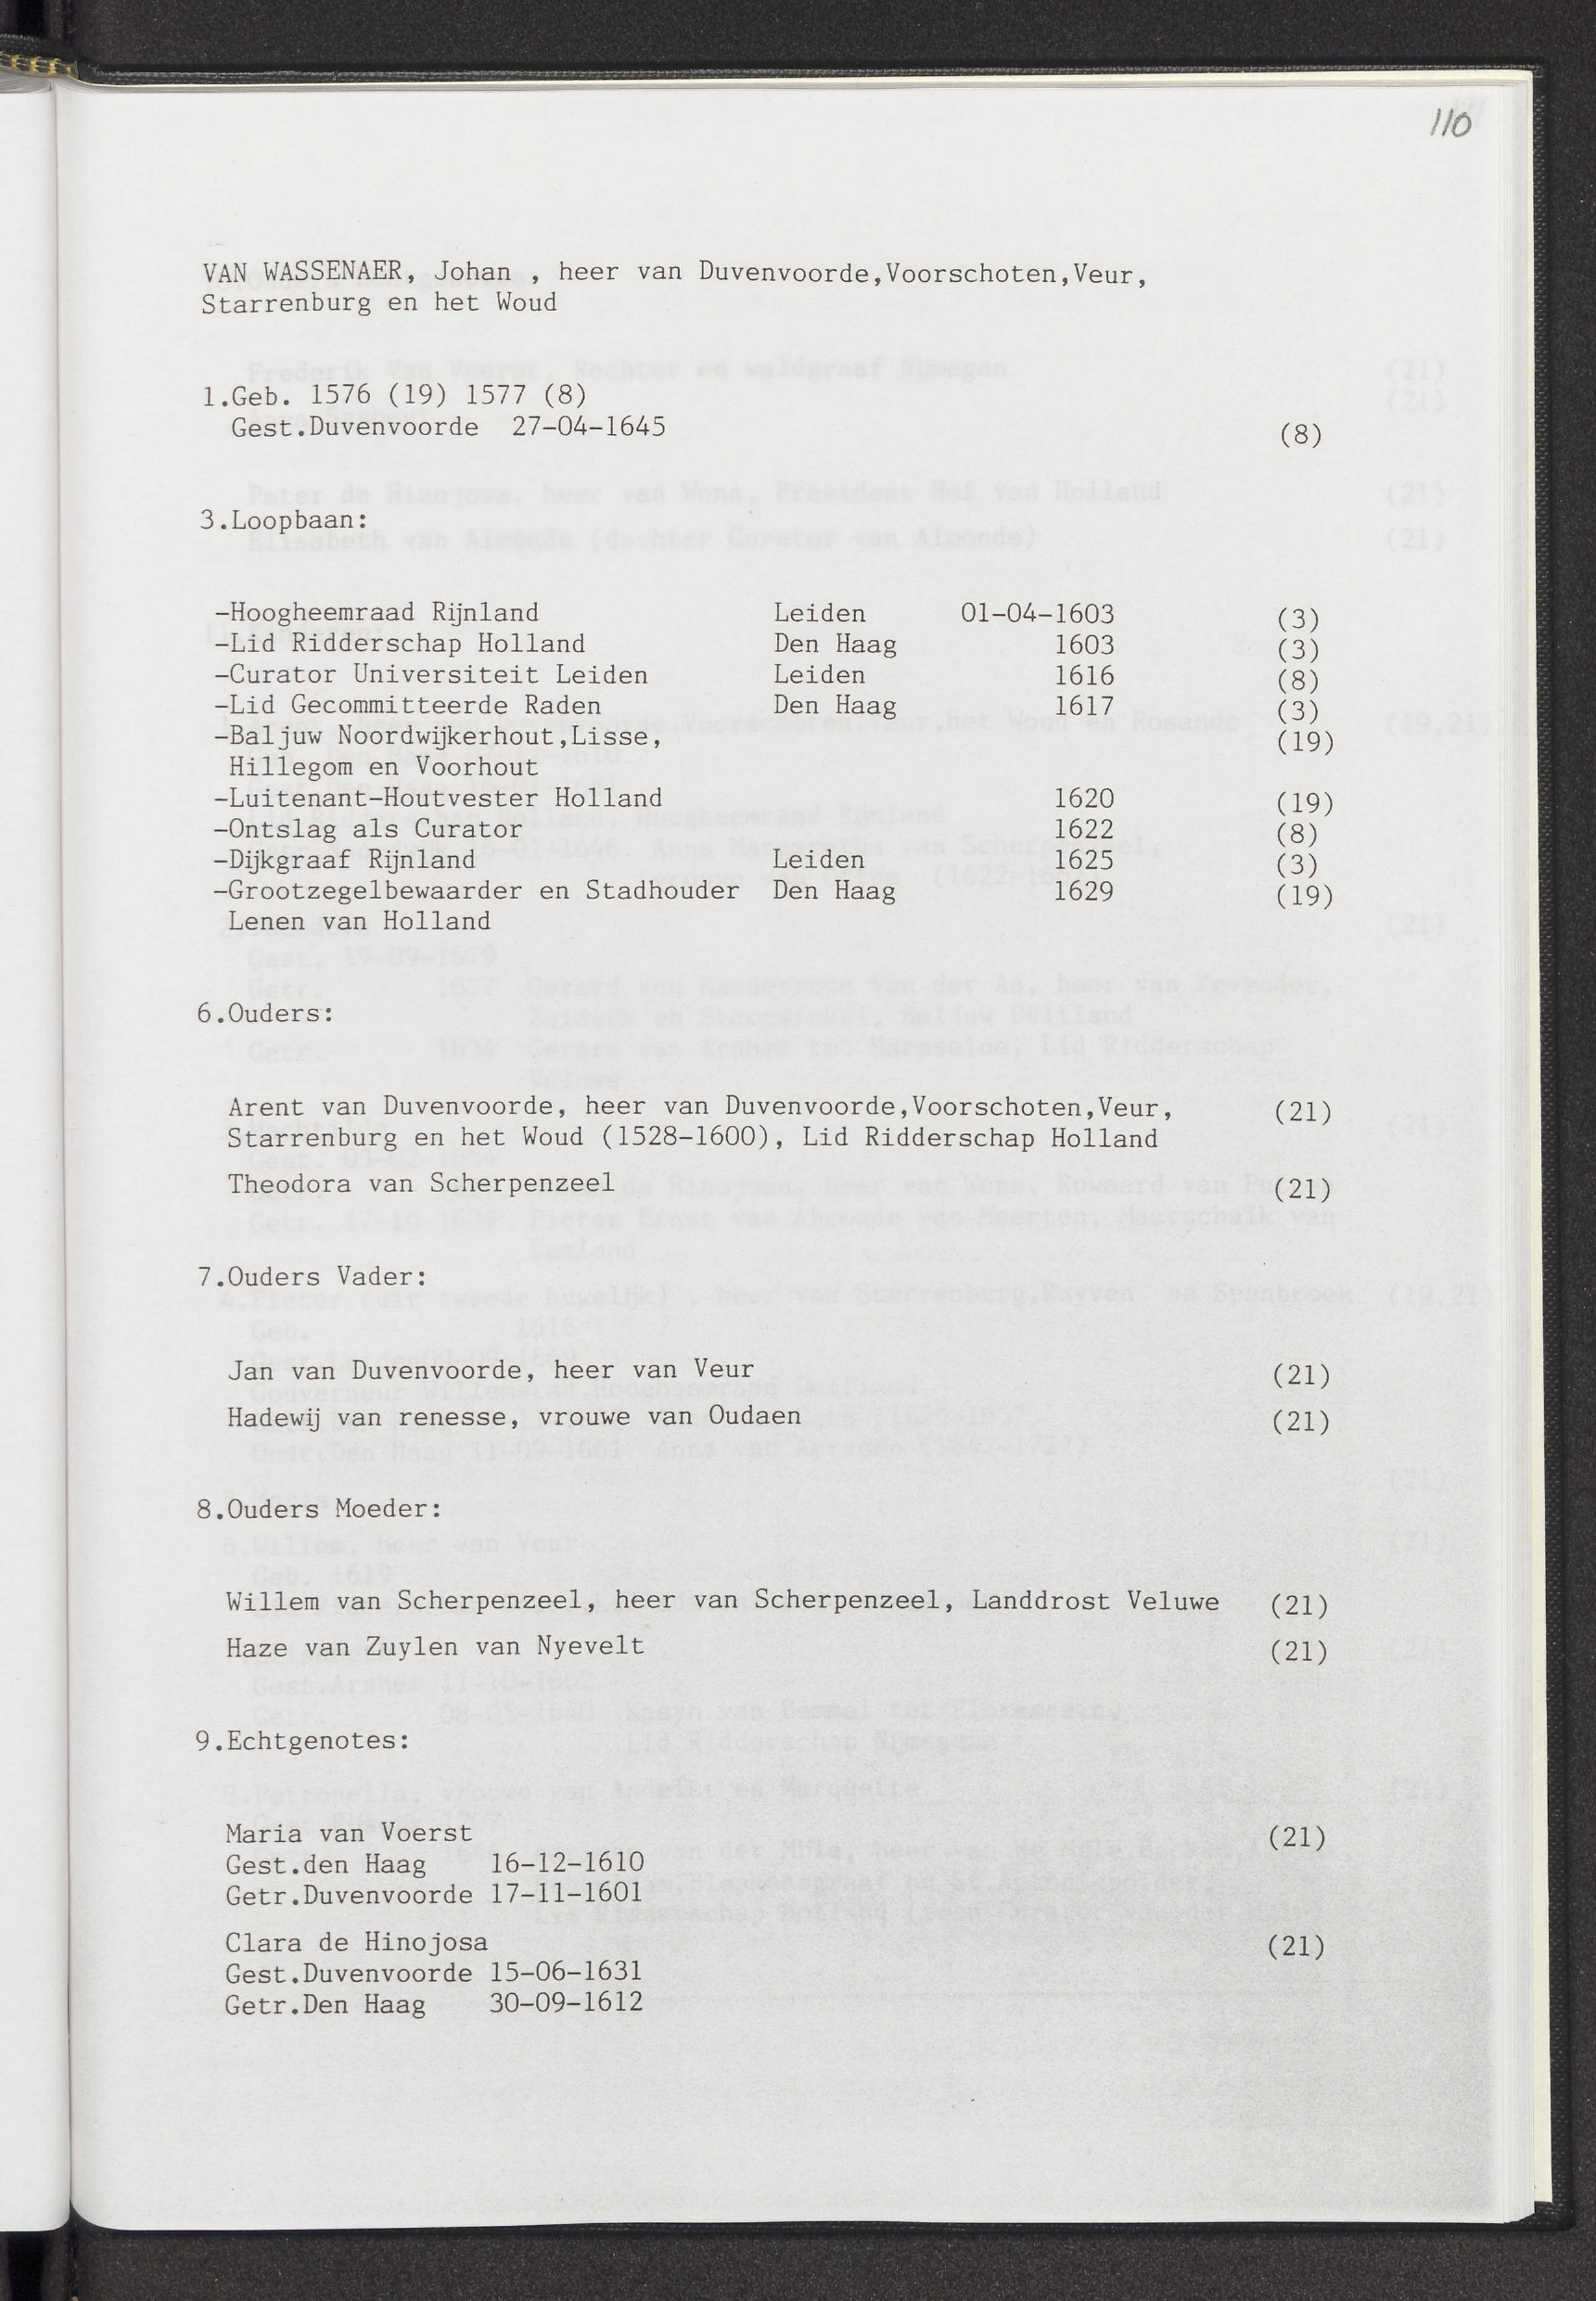 110
VAN WASSENAER, Johan , heer van Duvenvoorde,Voorschoten,Veur,
Starrenburg en het Woud
1.Geb. 1576 (19) 1577 (8)
Gest.Duvenvoorde 27-04-1645 (8)
3.Loopbaan:
-Hoogheemraad Rijnland Leiden 01-04-1603 (3)
-Lid Ridderschap Holland Den Haag 1603 (3)
-Curator Universiteit Leiden Leiden 1616 (8)
-Lid Gecommitteerde Raden Den Haag 1617 (3)
-Baljuw Noordwijkerhout,Lisse, (19)
Hillegom en Voorhout
-Luitenant-Houtvester Holland 1620 (19)
-Ontslag als Curator 1622 (8)
-Dijkgraaf Rijnland Leiden 1625 (3)
-Grootzegelbewaarder en Stadhouder Den Haag 1629 (19)
Lenen van Holland
6.Ouders:
Arent van Duvenvoorde, heer van Duvenvoorde,Voorschoten,Veur, (21)
Starrenburg en het Woud (1528-1600), Lid Ridderschap Holland
Theodora van Scherpenzeel (21)
7.Ouders Vader:
Jan van Duvenvoorde, heer van Veur (21)
Hadewij van renesse, vrouwe van Oudaen (21)
8.Ouders Moeder:
Willem van Scherpenzeel, heer van Scherpenzeel, Landdrost Veluwe (21)
Haze van Zuylen van Nyevelt (21)
9.Echtgenotes:
Maria van Voerst (21)
Gest.den Haag 16-12-1610
Getr.Duvenvoorde 17-11-1601
Clara de Hinojosa (21)
Gest.Duvenvoorde 15-06-1631
Getr.Den Haag 30-09-1612